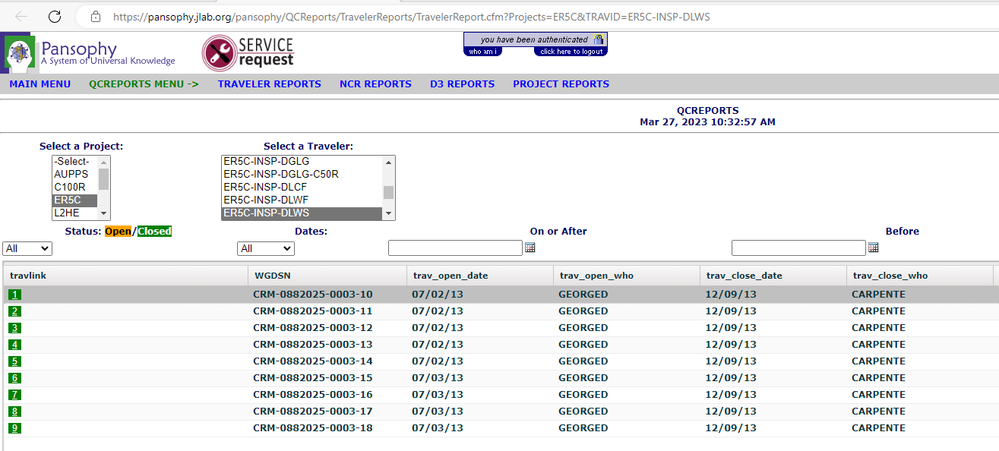 https://pansophy.jlab.org/pansophy/QCReports/TravelerReports/TravelerReport.cfm?Projects=ER5C&TRAVID=ER5C-INSP-DLWS
Pansophy
A System of Universal Knowledge
SERVICE
request
you have been authenticated
who am i click here to logout
MAIN MENU QCREPORTS MENU -> TRAVELER REPORTS NCR REPORTS D3 REPORTS PROJECT REPORTS
QCREPORTS
Mar 27, 2023 10:32:57 AM
Select a Project: Select a Traveler:
-Select- ER5C-INSP-DGLG
AUPPS ER5C-INSP-DGLG-C50R
C100R ER5C-INSP-DLCF
ER5C ER5C-INSP-DLWF
L2HE ER5C-INSP-DLWS
Status: Open/Closed Dates: On or After Before
All All
travlink WGDSN trav_open_date trav_open_who trav_close_date trav_close_who
1 CRM-0882025-0003-10 07/02/13 GEORGED 12/09/13 CARPENTE
2 CRM-0882025-0003-11 07/02/13 GEORGED 12/09/13 CARPENTE
3 CRM-0882025-0003-12 07/02/13 GEORGED 12/09/13 CARPENTE
4 CRM-0882025-0003-13 07/02/13 GEORGED 12/09/13 CARPENTE
5 CRM-0882025-0003-14 07/02/13 GEORGED 12/09/13 CARPENTE
6 CRM-0882025-0003-15 07/03/13 GEORGED 12/09/13 CARPENTE
7 CRM-0882025-0003-16 07/03/13 GEORGED 12/09/13 CARPENTE
8 CRM-0882025-0003-17 07/03/13 GEORGED 12/09/13 CARPENTE
9 CRM-0882025-0003-18 07/03/13 GEORGED 12/09/13 CARPENTE